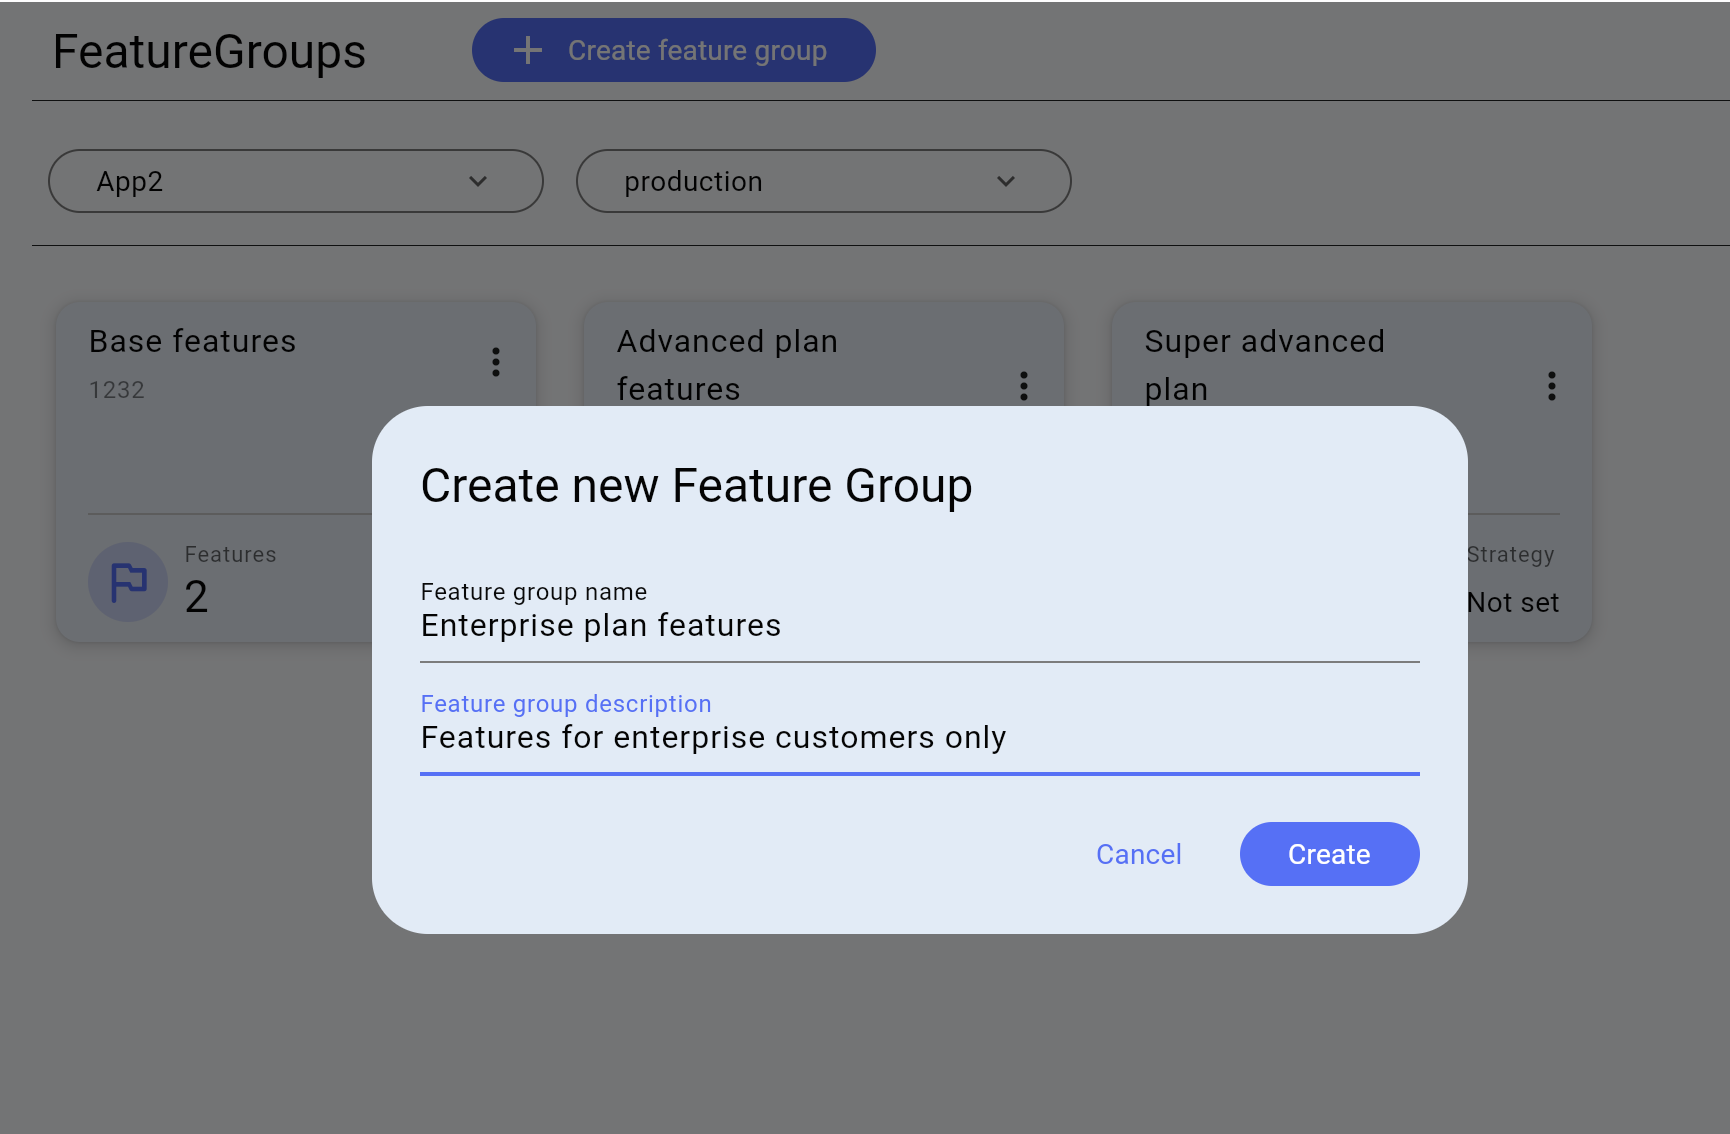 FeatureGroups
Create feature group
App2
production
Base features
1232
Advanced plan
features
Super advanced
plan
Features
2
Strategy
Not set
Create new Feature Group
Feature group name
Enterprise plan features
Feature group description
Features for enterprise customers only
Cancel
Create